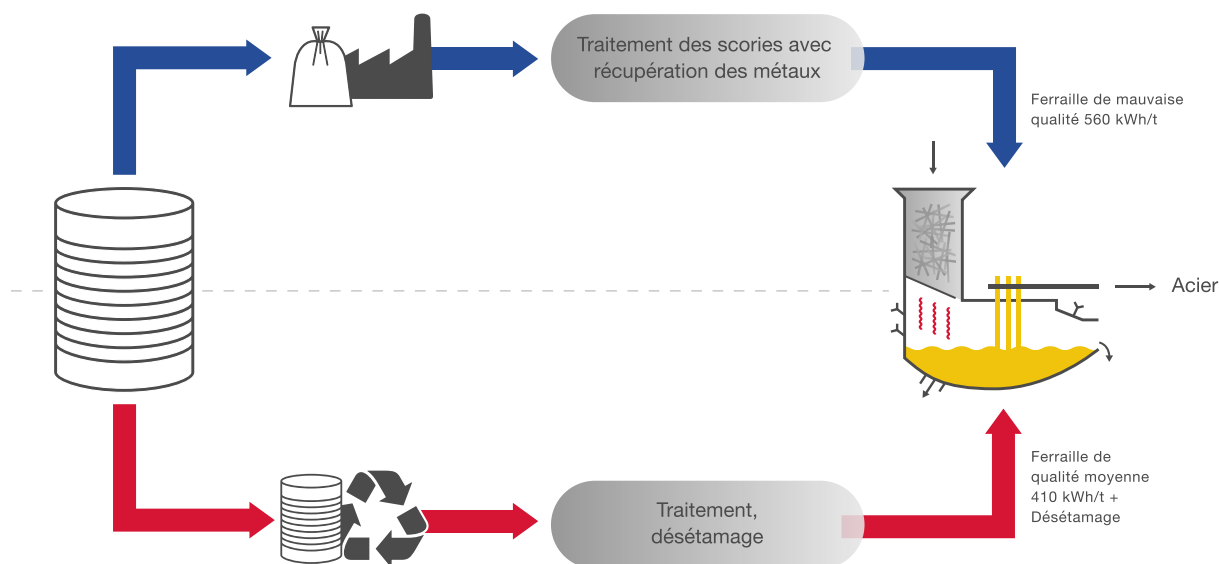 Traitement des scories avec
récupération des métaux
Ferraille de mauvaise
qualité 560 kWh/t
Acier
Traitement,
désétamage
Ferraille de
qualité moyenne
410 kWh/t +
Désétamage